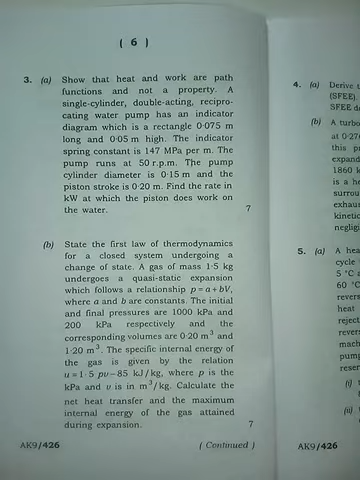 ( 6 )
3. (a) Show that heat and work are path
functions and not a property. A
single-cylinder, double-acting, recipro-
cating water pump has an indicator
diagram which is a rectangle 0·075 m
long and 0·05 m high. The indicator
spring constant is 147 MPa per m. The
pump runs at 50 r.p.m. The pump
cylinder diameter is 0·15 m and the
piston stroke is 0·20 m. Find the rate in
kW at which the piston does work on
the water. 7
(b) State the first law of thermodynamics
for a closed system undergoing a
change of state. A gas of mass 1·5 kg
undergoes a quasi-static expansion
which follows a relationship p = a + bV,
where a and b are constants. The initial
and final pressures are 1000 kPa and
200 kPa respectively and the
corresponding volumes are 0·20 m³ and
1·20 m³. The specific internal energy of
the gas is given by the relation
u = 1·5 pυ – 85 kJ/kg, where p is the
kPa and υ is in m³/kg. Calculate the
net heat transfer and the maximum
internal energy of the gas attained
during expansion. 7
AK9/426 ( Continued )
4. (a) Derive
(SFEE).
SFEE
(b) A turbo
at 0·27
this
expand
1860
is a
surrou
exhau
kineti
neglig
5. (a) A hea
cycle
5 °C
60 °C
revers
heat
reject
rever
mach
pump
reser
(i)
(ii)
AK9/426